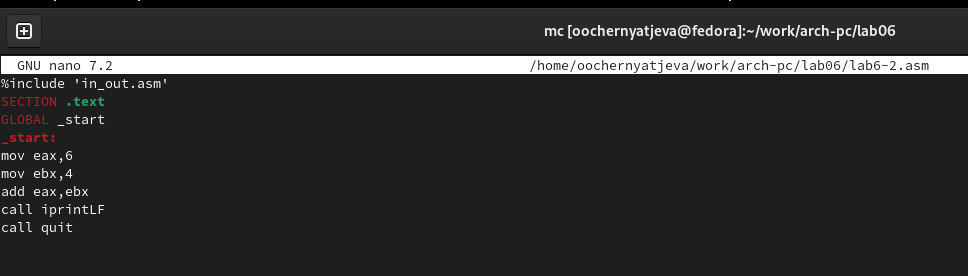 mc [oochernyatjeva@fedora]:~/work/arch-pc/lab06
GNU nano 7.2 /home/oochernyatjeva/work/arch-pc/lab06/lab6-2.asm
%include 'in_out.asm'
SECTION .text
GLOBAL _start
_start:
mov eax,6
mov ebx,4
add eax,ebx
call iprintLF
call quit